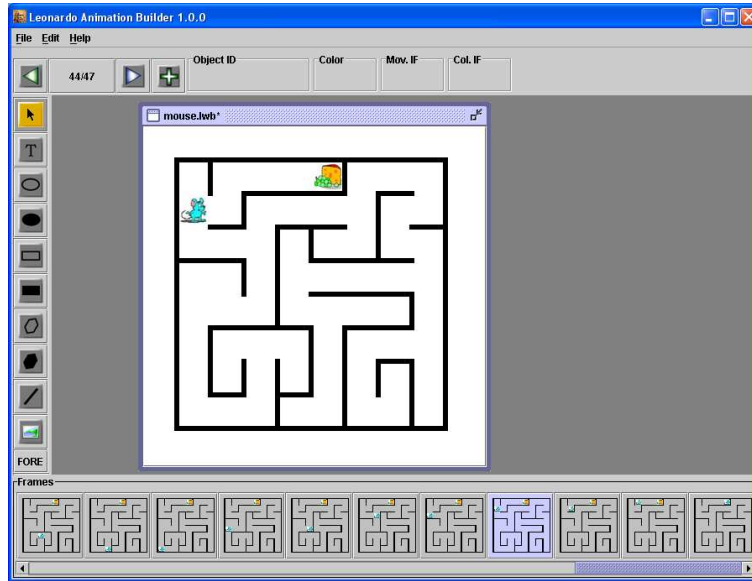 Leonardo Animation Builder 1.0.0
File Edit Help
44/47
Object ID
Color
Mov. IF
Col. IF
mouse.lwb*
T
FORE
Frames